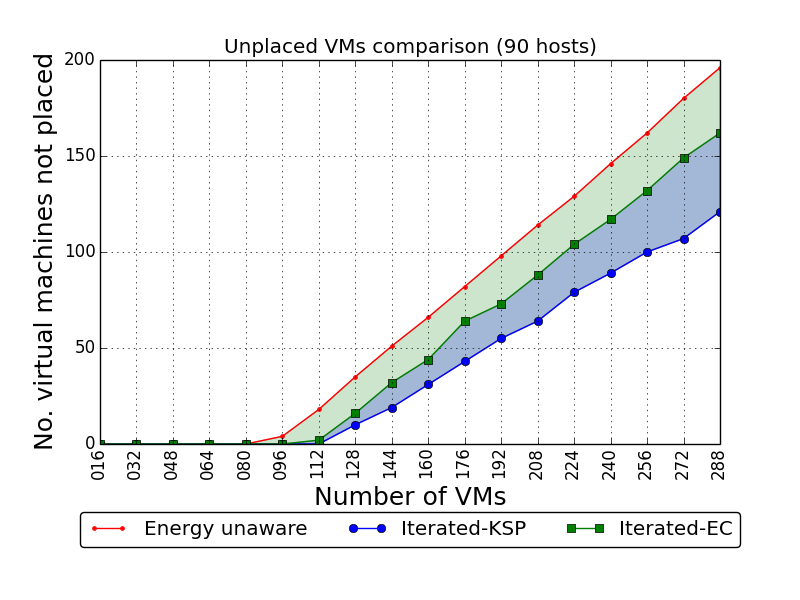 Unplaced VMs comparison (90 hosts)
No. virtual machines not placed
200
150
100
50
0
016 032 048 064 080 096 112 128 144 160 176 192 208 224 240 256 272 288
Number of VMs
Energy unaware Iterated-KSP Iterated-EC